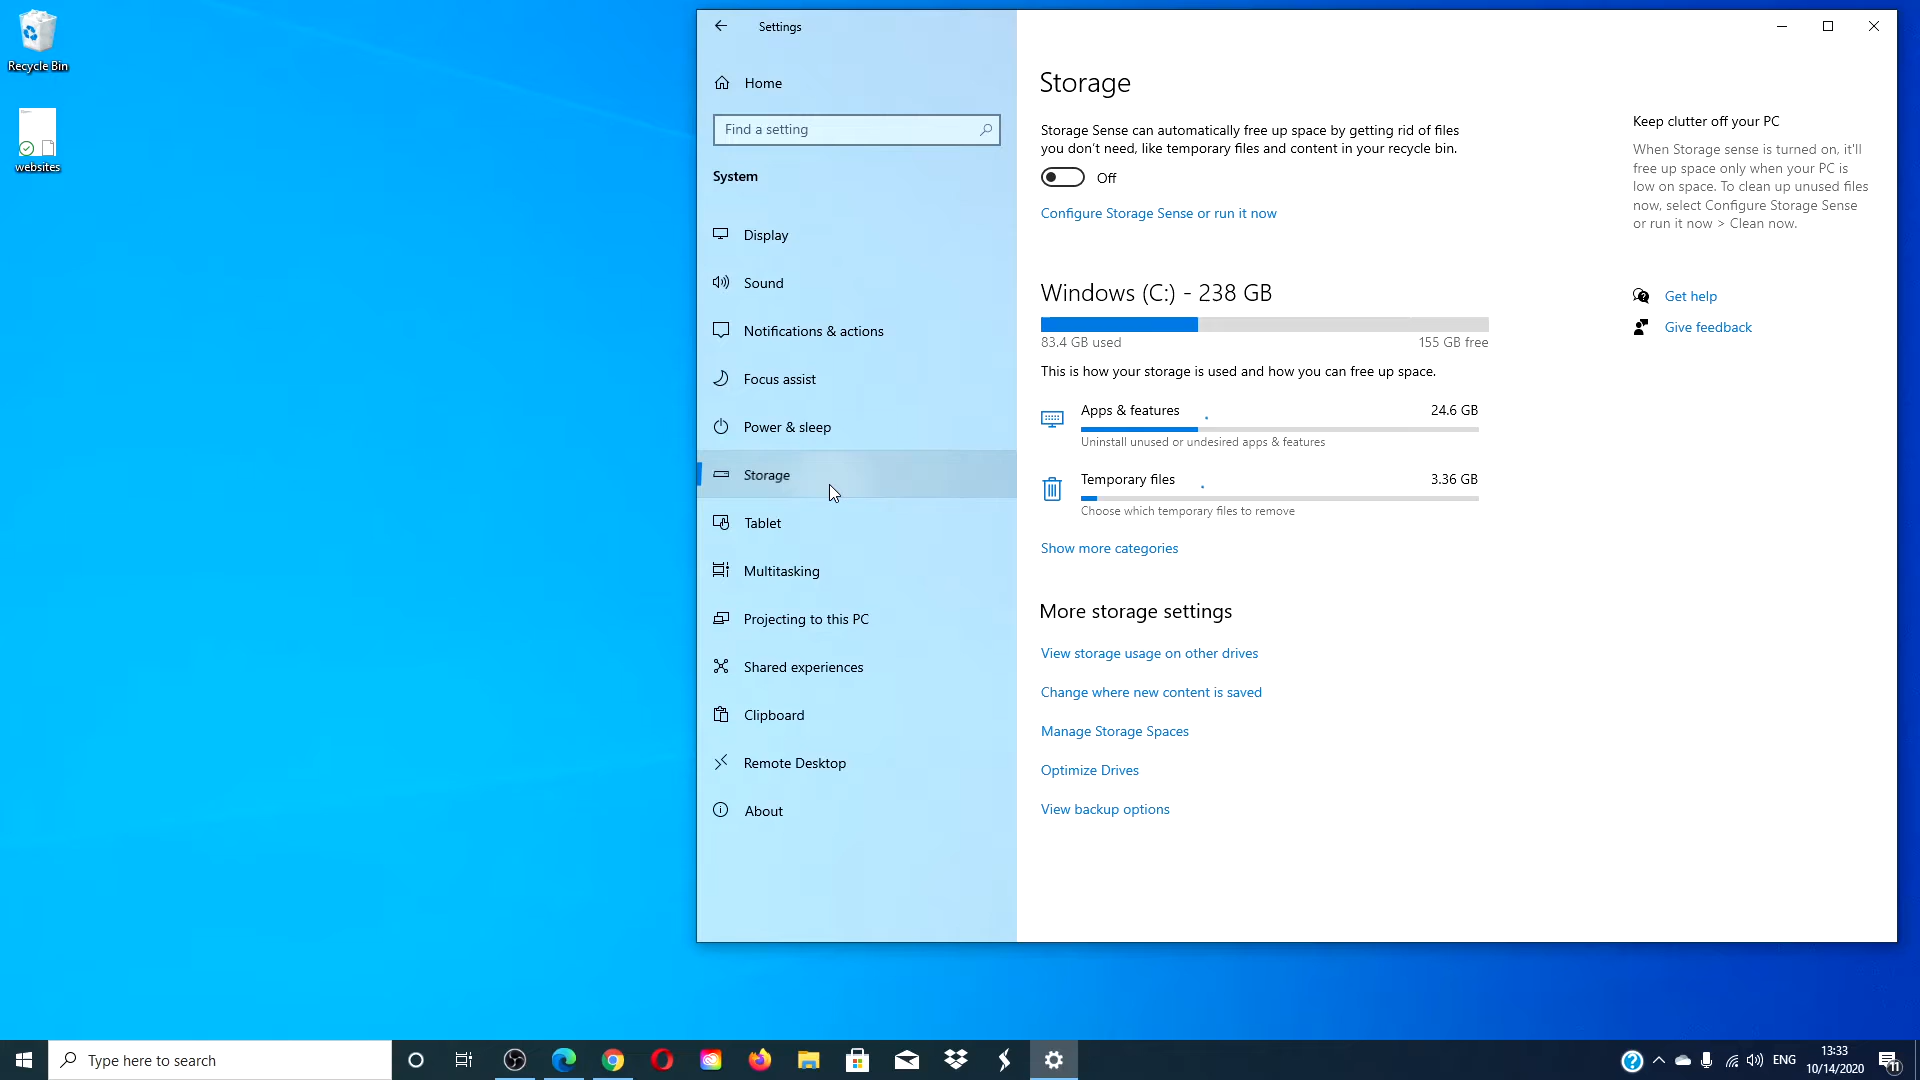 Recycle Bin
websites
Settings
Home
Find a setting
System
Display
Sound
Notifications & actions
Focus assist
Power & sleep
Storage
Tablet
Multitasking
Projecting to this PC
Shared experiences
Clipboard
Remote Desktop
About
Storage
Storage Sense can automatically free up space by getting rid of files
you don’t need, like temporary files and content in your recycle bin.
Off
Configure Storage Sense or run it now
Windows (C:) - 238 GB
83.4 GB used 155 GB free
This is how your storage is used and how you can free up space.
Apps & features 24.6 GB
Uninstall unused or undesired apps & features
Temporary files 3.36 GB
Choose which temporary files to remove
Show more categories
More storage settings
View storage usage on other drives
Change where new content is saved
Manage Storage Spaces
Optimize Drives
View backup options
Keep clutter off your PC
When Storage sense is turned on, it'll
free up space only when your PC is
low on space. To clean up unused files
now, select Configure Storage Sense
or run it now > Clean now.
Get help
Give feedback
Type here to search
ENG
13:33
10/14/2020
11